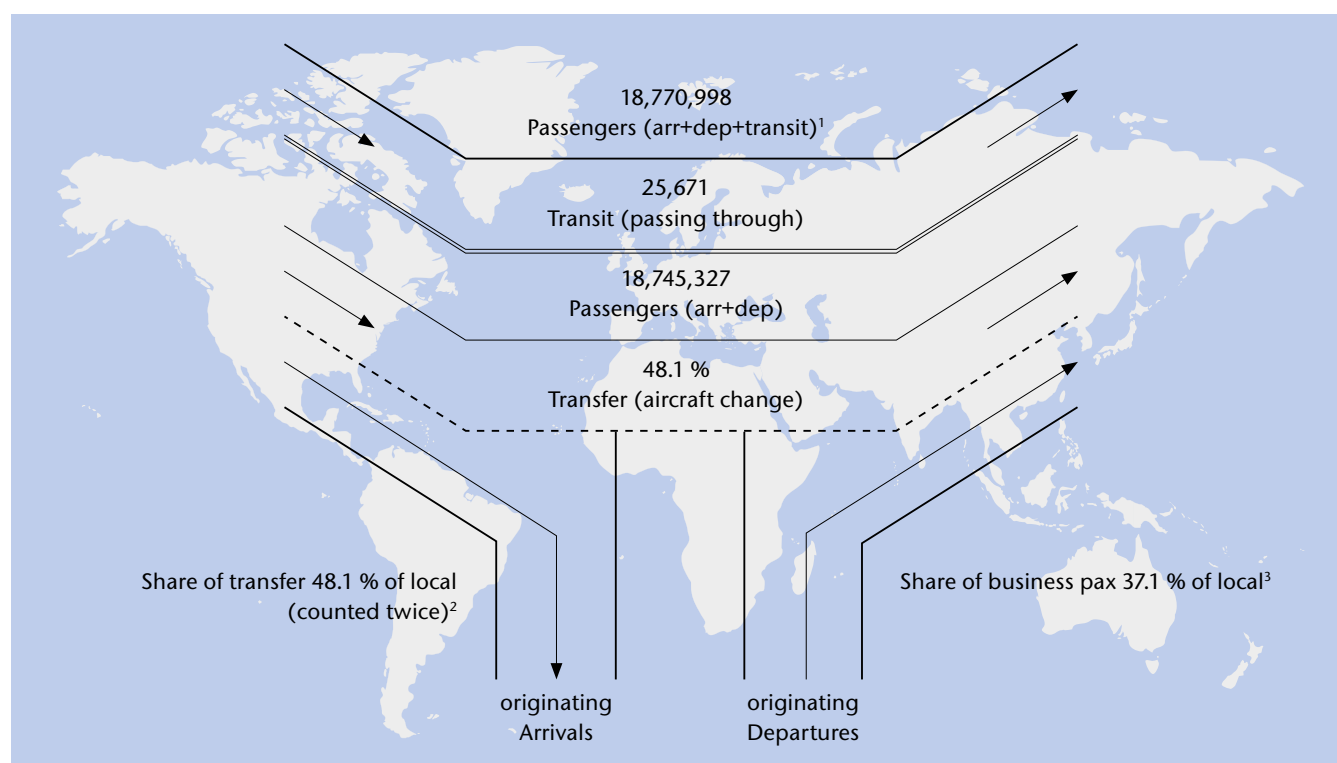 18,770,998
Passengers (arr+dep+transit)¹
25,671
Transit (passing through)
18,745,327
Passengers (arr+dep)
48.1 %
Transfer (aircraft change)
Share of transfer 48.1 % of local
(counted twice)²
Share of business pax 37.1 % of local³
originating
Arrivals
originating
Departures